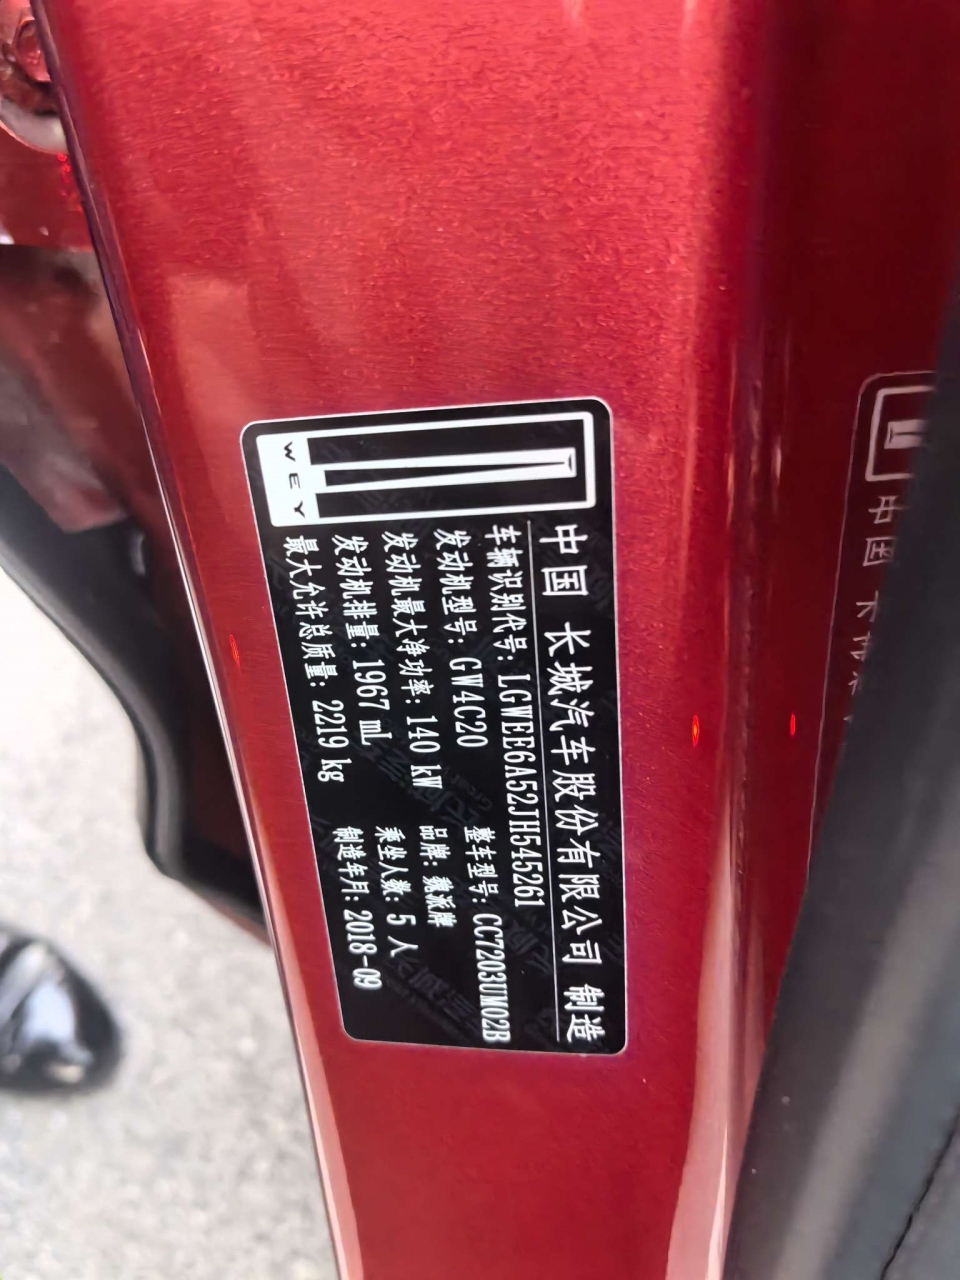 WEY
中国 长城汽车股份有限公司 制造
车辆识别代号: LGWEE6A52JH545261
发动机型号: GW4C20 整车型号: CC7203UM02B
发动机最大净功率: 140 kW 品牌: 魏派牌
发动机排量: 1967 mL 乘坐人数: 5 人
最大允许总质量: 2219 kg 制造年月: 2018-09
中国